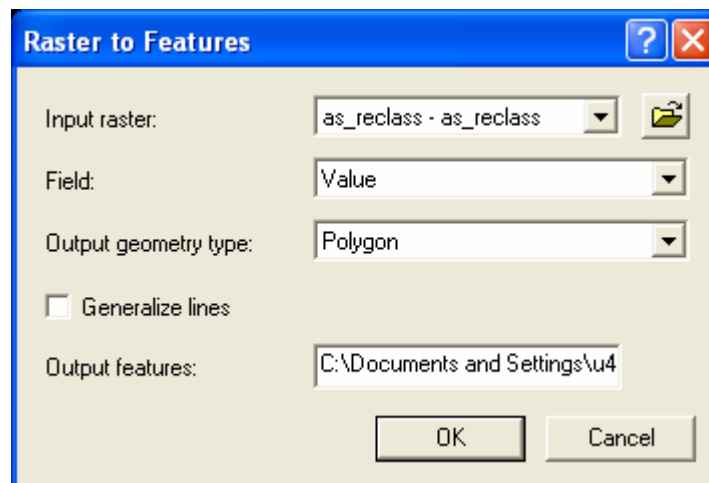 Raster to Features
Input raster: as_reclass - as_reclass
Field: Value
Output geometry type: Polygon
Generalize lines
Output features: C:\Documents and Settings\u4
OK Cancel